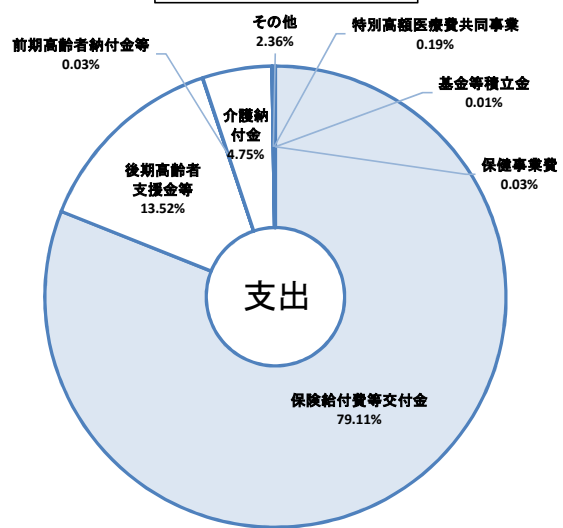 その他
2.36%
特別高額医療費共同事業
0.19%
前期高齢者納付金等
0.03%
基金等積立金
0.01%
介護納
付金
4.75%
保健事業費
0.03%
後期高齢者
支援金等
13.52%
支出
保険給付費等交付金
79.11%